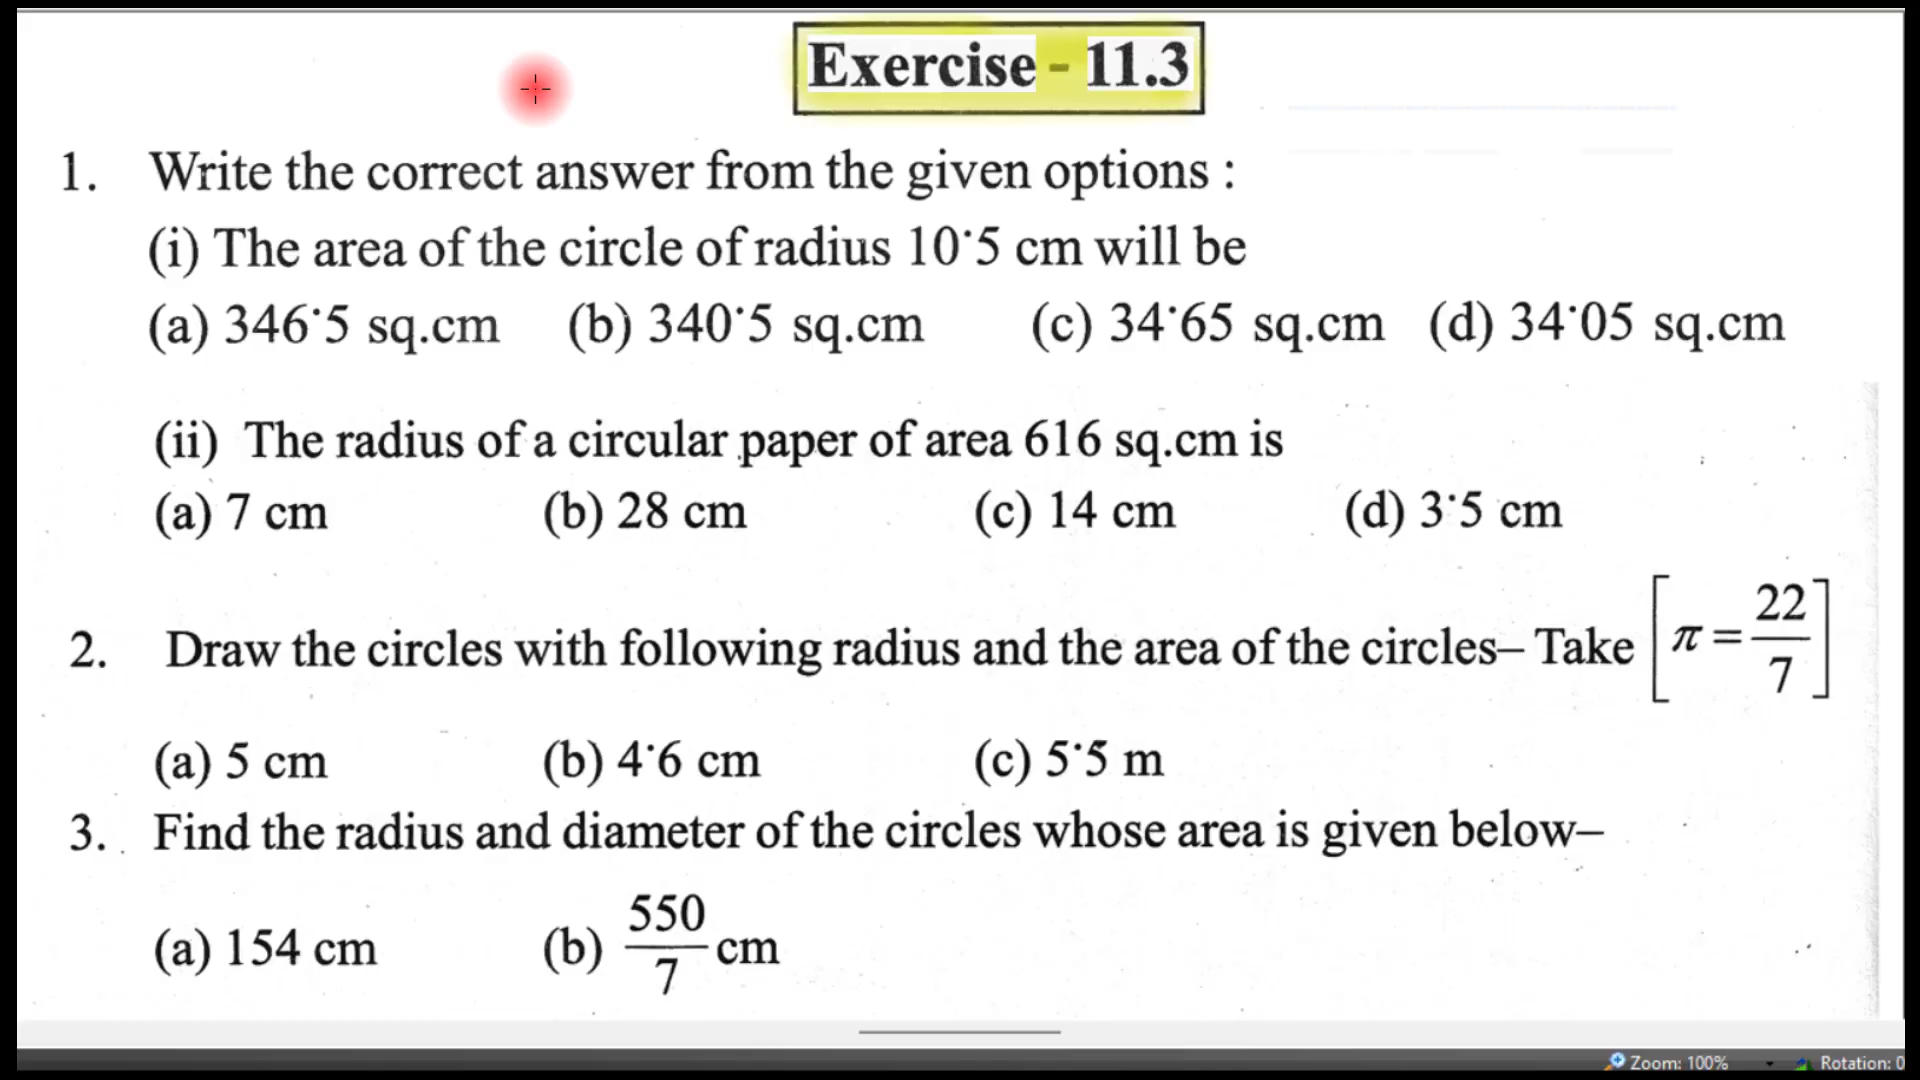 Exercise - 11.3
1. Write the correct answer from the given options :
(i) The area of the circle of radius 10·5 cm will be
(a) 346·5 sq.cm (b) 340·5 sq.cm (c) 34·65 sq.cm (d) 34·05 sq.cm
(ii) The radius of a circular paper of area 616 sq.cm is
(a) 7 cm (b) 28 cm (c) 14 cm (d) 3·5 cm
2. Draw the circles with following radius and the area of the circles– Take [π = 22/7]
(a) 5 cm (b) 4·6 cm (c) 5·5 m
3. Find the radius and diameter of the circles whose area is given below–
(a) 154 cm (b) 550/7 cm
Zoom: 100% Rotation: 0